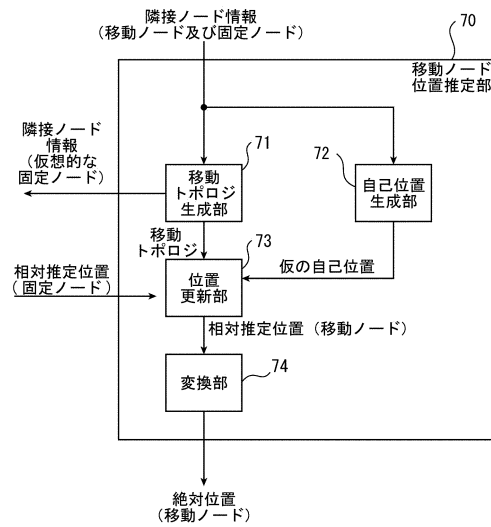 隣接ノード情報
(移動ノード及び固定ノード)
70
移動ノード
位置推定部
隣接ノード
情報
(仮想的な
固定ノード)
71
移動
トポロジ
生成部
72
自己位置
生成部
移動
トポロジ
73
仮の自己位置
相対推定位置
(固定ノード)
位置
更新部
相対推定位置(移動ノード)
変換部
74
絶対位置
(移動ノード)